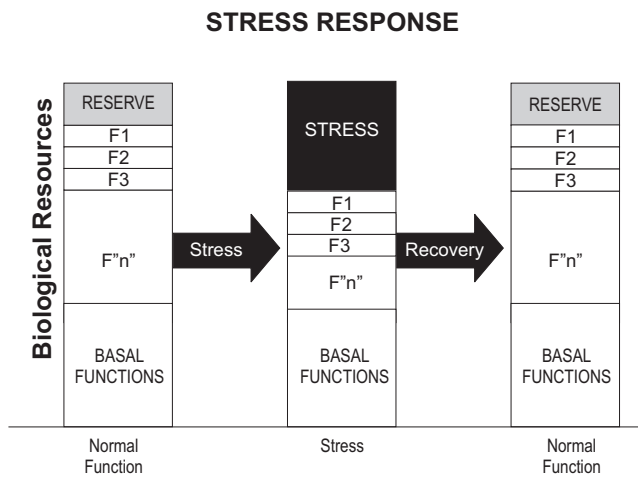 STRESS RESPONSE
Biological Resources
RESERVE
F1
F2
F3
F"n"
BASAL
FUNCTIONS
Normal
Function
Stress
STRESS
F1
F2
F3
F"n"
BASAL
FUNCTIONS
Stress
Recovery
RESERVE
F1
F2
F3
F"n"
BASAL
FUNCTIONS
Normal
Function